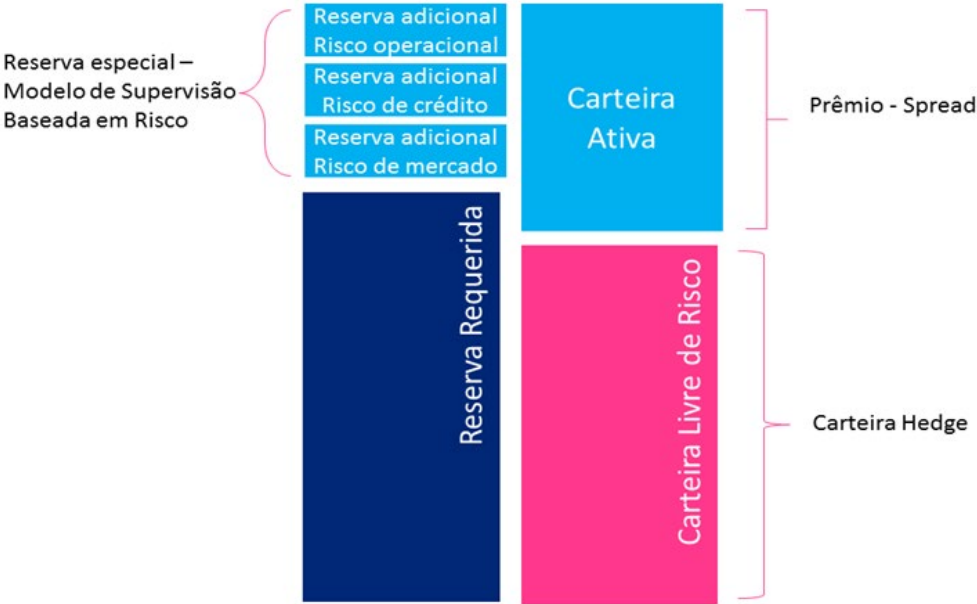 Reserva especial –
Modelo de Supervisão
Baseada em Risco
Reserva adicional
Risco operacional
Reserva adicional
Risco de crédito
Reserva adicional
Risco de mercado
Reserva Requerida
Carteira
Ativa
Carteira Livre de Risco
Prêmio - Spread
Carteira Hedge